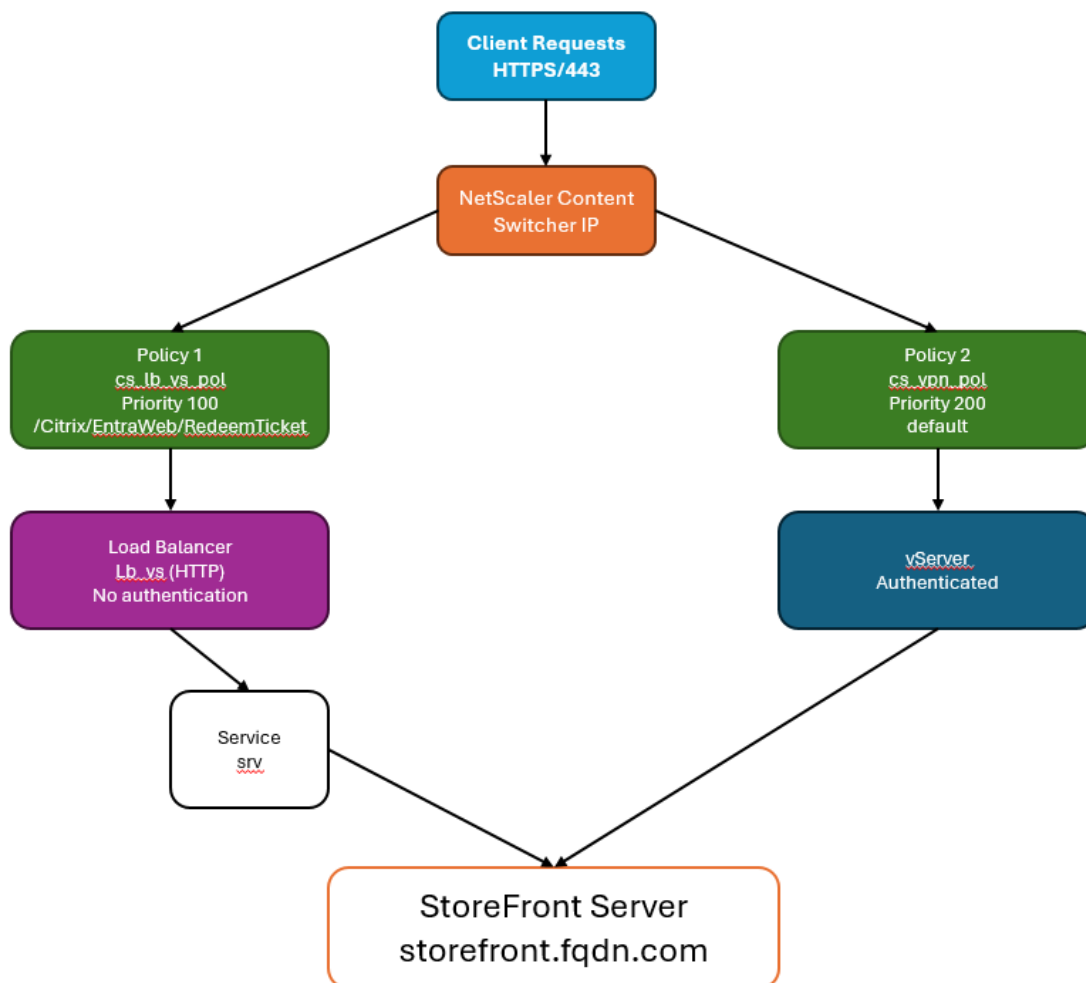 Client Requests
HTTPS/443
NetScaler Content
Switcher IP
Policy 1
cs_lb_vs_pol
Priority 100
/Citrix/EntraWeb/RedeemTicket
Policy 2
cs_vpn_pol
Priority 200
default
Load Balancer
Lb_vs (HTTP)
No authentication
vServer
Authenticated
Service
srv
StoreFront Server
storefront.fqdn.com